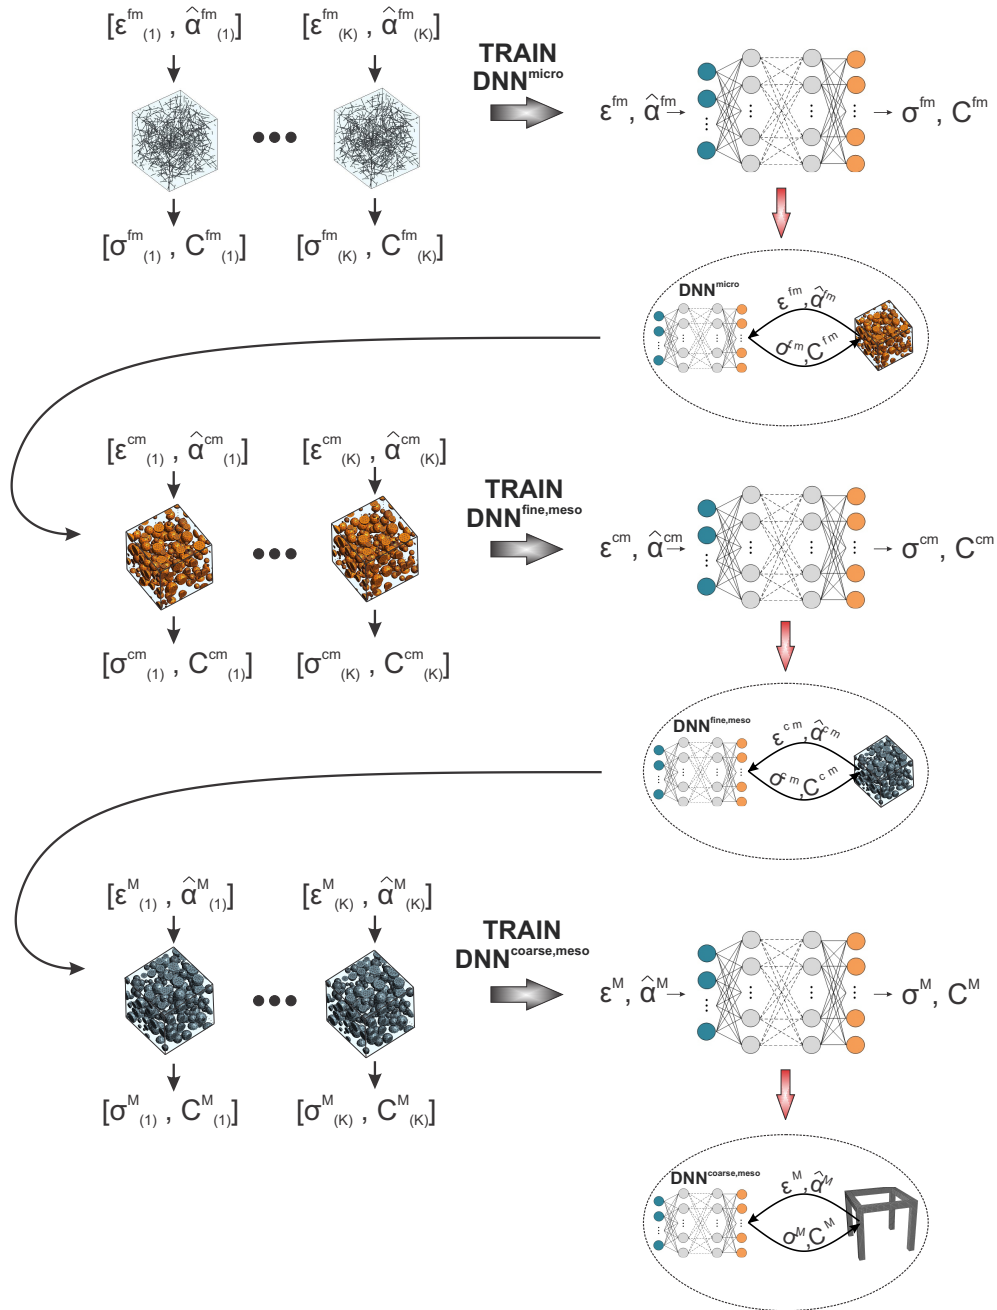 [ε^fm_(1) , α̂^fm_(1)] [ε^fm_(K) , α̂^fm_(K)]
TRAIN
DNN^micro
ε^fm, α̂^fm σ^fm, C^fm
[σ^fm_(1) , C^fm_(1)] [σ^fm_(K) , C^fm_(K)]
DNN^micro
ε^fm, α̂^fm
σ^fm, C^fm
[ε^cm_(1) , α̂^cm_(1)] [ε^cm_(K) , α̂^cm_(K)]
TRAIN
DNN^fine,meso
ε^cm, α̂^cm σ^cm, C^cm
[σ^cm_(1) , C^cm_(1)] [σ^cm_(K) , C^cm_(K)]
DNN^fine,meso
ε^cm, α̂^cm
σ^cm, C^cm
[ε^M_(1) , α̂^M_(1)] [ε^M_(K) , α̂^M_(K)]
TRAIN
DNN^coarse,meso
ε^M, α̂^M σ^M, C^M
[σ^M_(1) , C^M_(1)] [σ^M_(K) , C^M_(K)]
DNN^coarse,meso
ε^M, α̂^M
σ^M, C^M